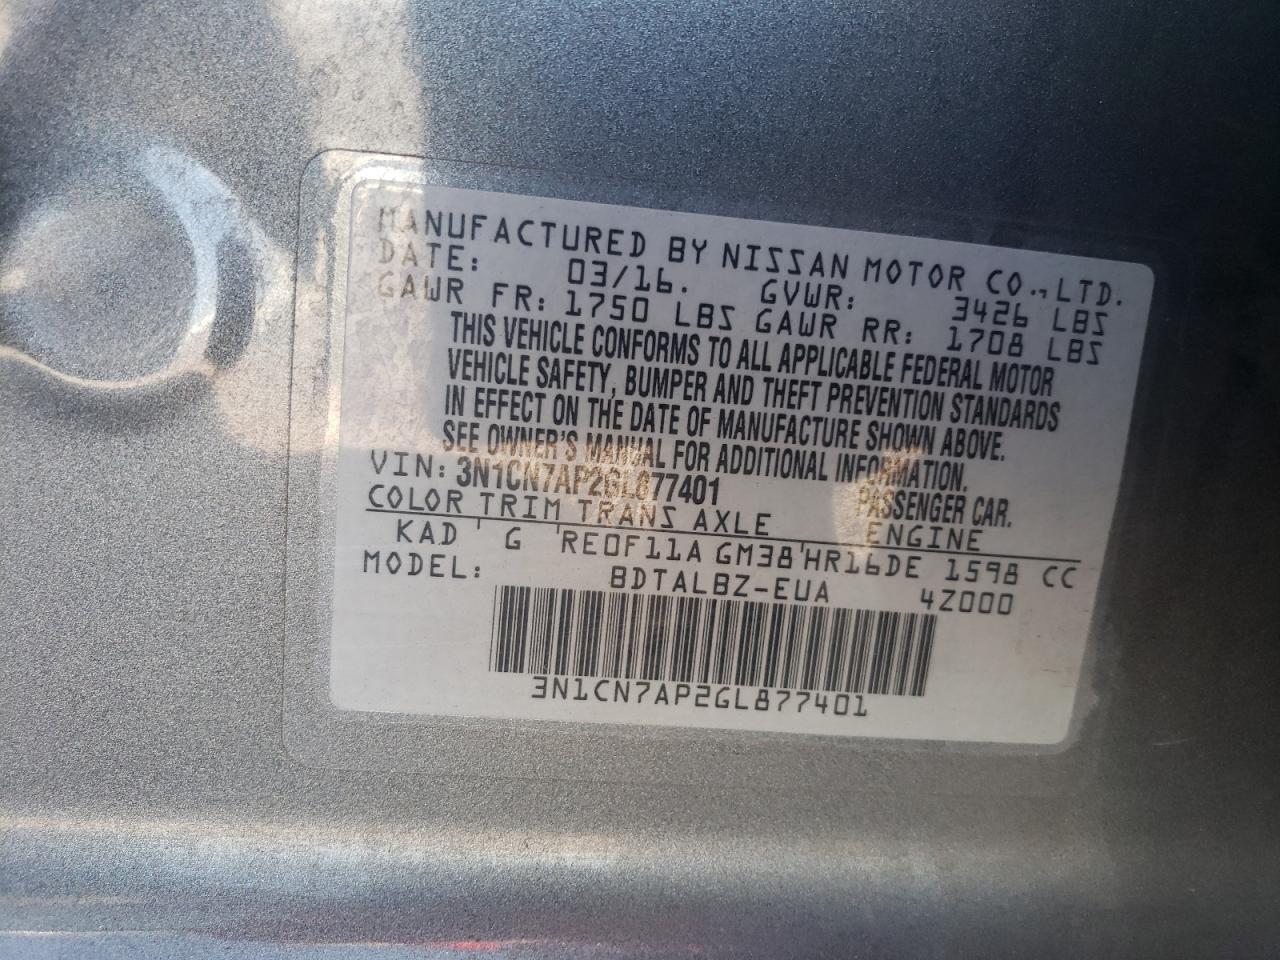 MANUFACTURED BY NISSAN MOTOR CO.,LTD.
DATE: 03/16. GVWR: 3426 LBS
GAWR FR: 1750 LBS GAWR RR: 1708 LBS
THIS VEHICLE CONFORMS TO ALL APPLICABLE FEDERAL MOTOR
VEHICLE SAFETY, BUMPER AND THEFT PREVENTION STANDARDS
IN EFFECT ON THE DATE OF MANUFACTURE SHOWN ABOVE.
SEE OWNER'S MANUAL FOR ADDITIONAL INFORMATION.
VIN: 3N1CN7AP2GL877401 PASSENGER CAR.
COLOR TRIM TRANS AXLE ENGINE
KAD G RE0F11A GM38 HR16DE 1598 CC
MODEL: BDTALBZ-EUA 4Z000
3N1CN7AP2GL877401